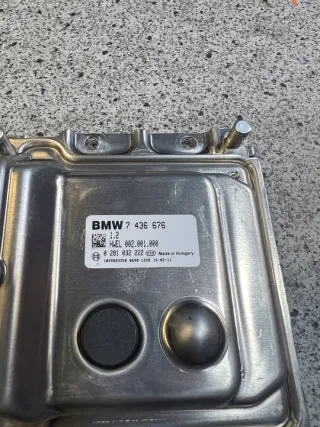 BMW 7 436 676
1.2
HWEL 002.001.000
0 281 032 222 Made in Hungary